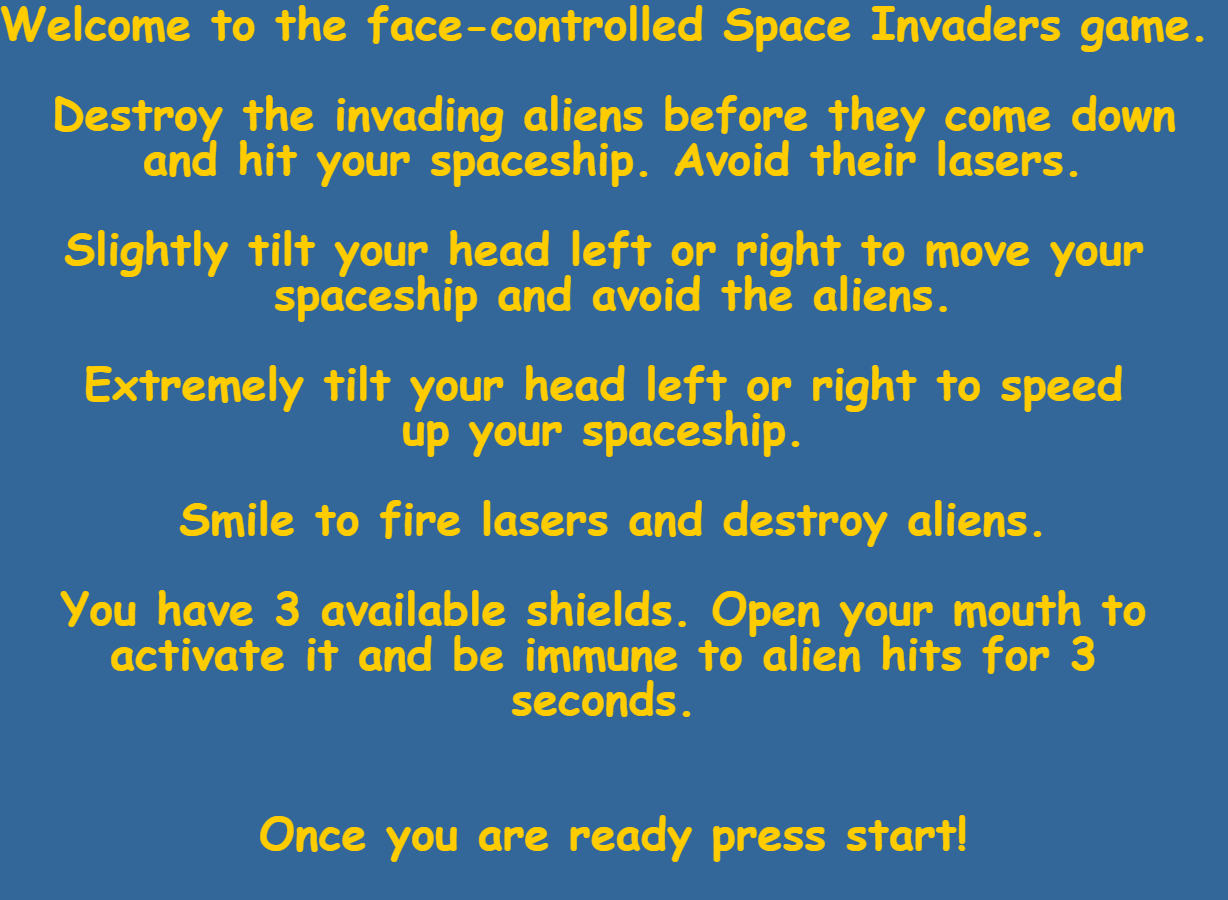 Welcome to the face-controlled Space Invaders game.
Destroy the invading aliens before they come down
and hit your spaceship. Avoid their lasers.
Slightly tilt your head left or right to move your
spaceship and avoid the aliens.
Extremely tilt your head left or right to speed
up your spaceship.
Smile to fire lasers and destroy aliens.
You have 3 available shields. Open your mouth to
activate it and be immune to alien hits for 3
seconds.
Once you are ready press start!